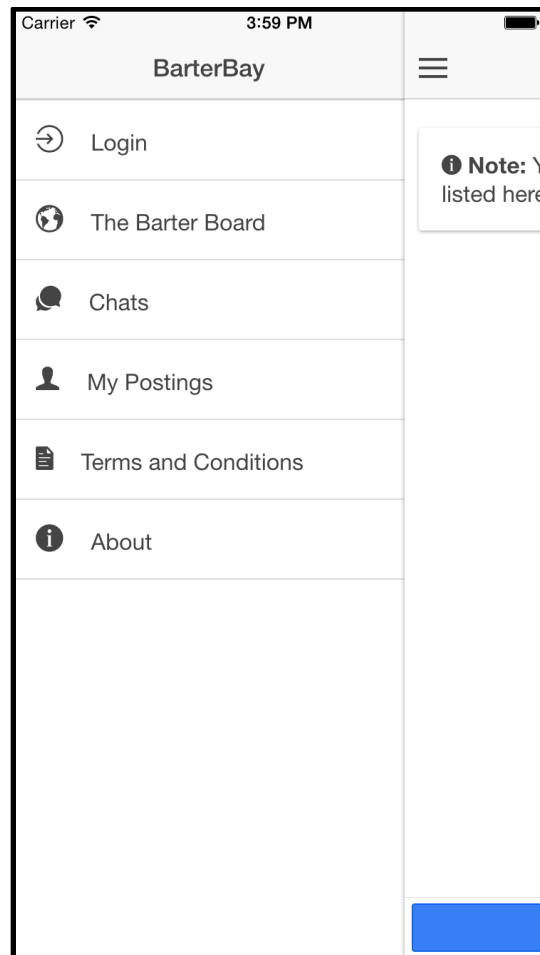 Carrier 3:59 PM
BarterBay
Login
The Barter Board
Chats
My Postings
Terms and Conditions
About
Note:
listed here